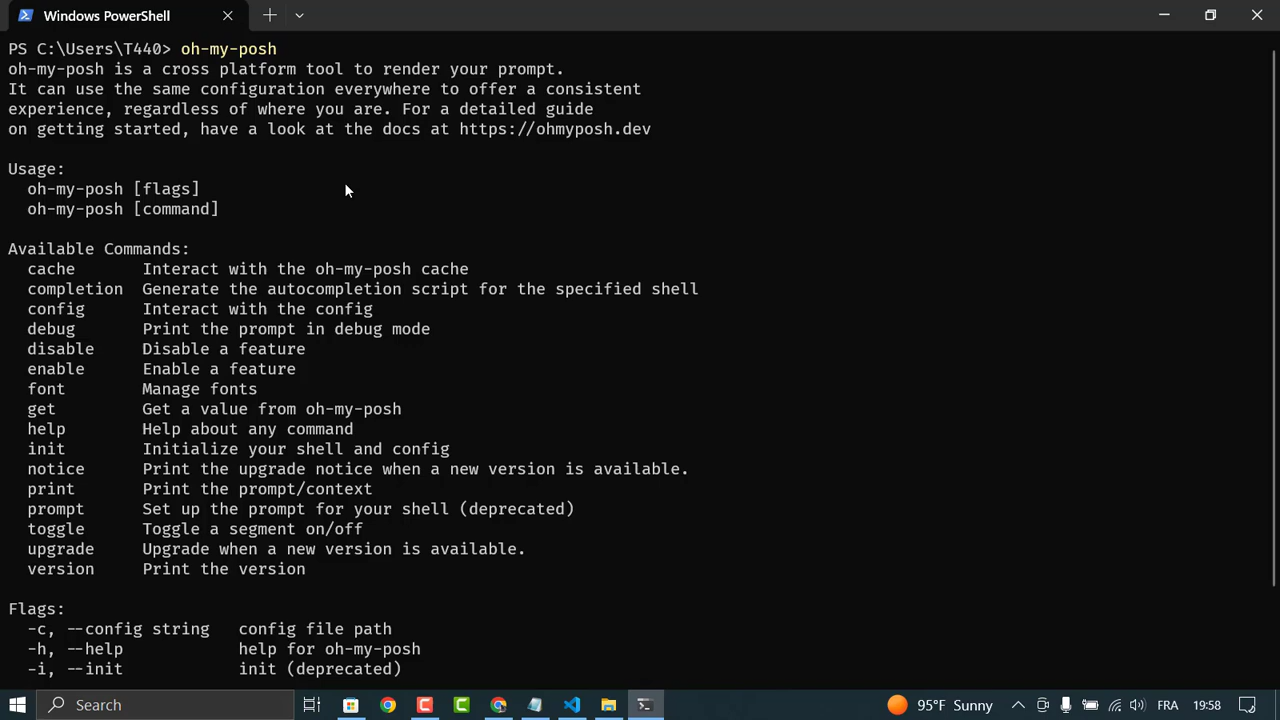 Windows PowerShell
PS C:\Users\T440> oh-my-posh
oh-my-posh is a cross platform tool to render your prompt.
It can use the same configuration everywhere to offer a consistent
experience, regardless of where you are. For a detailed guide
on getting started, have a look at the docs at https://ohmyposh.dev
Usage:
oh-my-posh [flags]
oh-my-posh [command]
Available Commands:
cache Interact with the oh-my-posh cache
completion Generate the autocompletion script for the specified shell
config Interact with the config
debug Print the prompt in debug mode
disable Disable a feature
enable Enable a feature
font Manage fonts
get Get a value from oh-my-posh
help Help about any command
init Initialize your shell and config
notice Print the upgrade notice when a new version is available.
print Print the prompt/context
prompt Set up the prompt for your shell (deprecated)
toggle Toggle a segment on/off
upgrade Upgrade when a new version is available.
version Print the version
Flags:
-c, --config string config file path
-h, --help help for oh-my-posh
-i, --init init (deprecated)
Search 95°F Sunny FRA 19:58